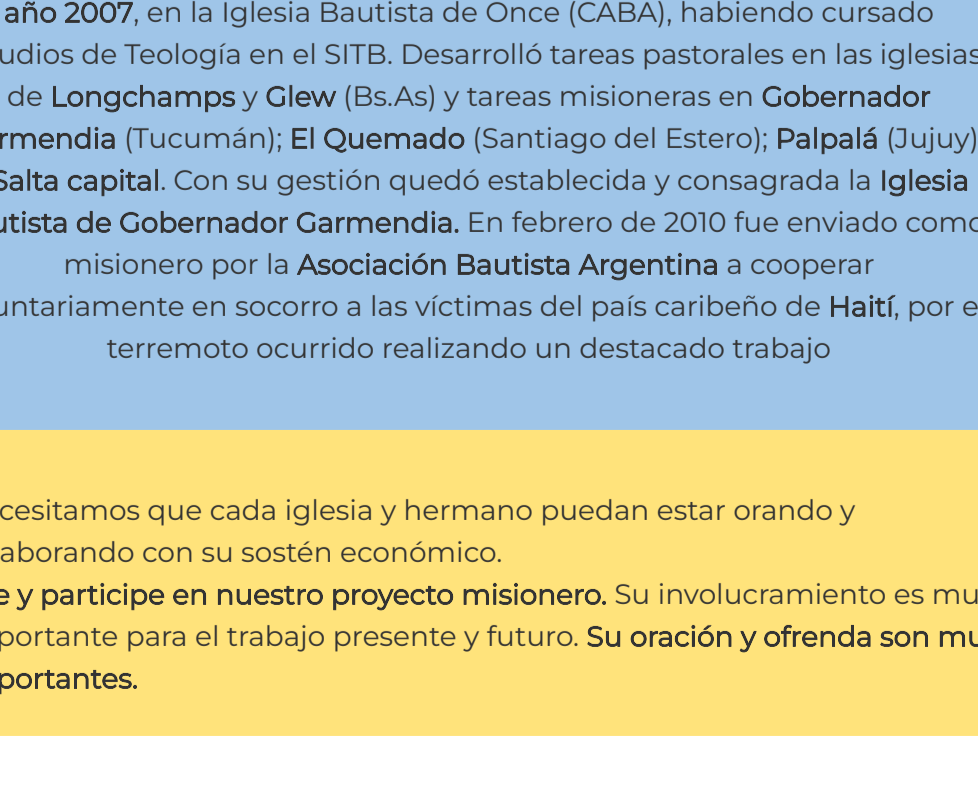 año 2007, en la Iglesia Bautista de Once (CABA), habiendo cursado
udios de Teología en el SITB. Desarrolló tareas pastorales en las iglesias
de Longchamps y Glew (Bs.As) y tareas misioneras en Gobernador
rmendia (Tucumán); El Quemado (Santiago del Estero); Palpalá (Jujuy)
Salta capital. Con su gestión quedó establecida y consagrada la Iglesia
utista de Gobernador Garmendia. En febrero de 2010 fue enviado como
misionero por la Asociación Bautista Argentina a cooperar
untariamente en socorro a las víctimas del país caribeño de Haití, por e
terremoto ocurrido realizando un destacado trabajo
cesitamos que cada iglesia y hermano puedan estar orando y
aborando con su sostén económico.
e y participe en nuestro proyecto misionero. Su involucramiento es mu
portante para el trabajo presente y futuro. Su oración y ofrenda son mu
portantes.